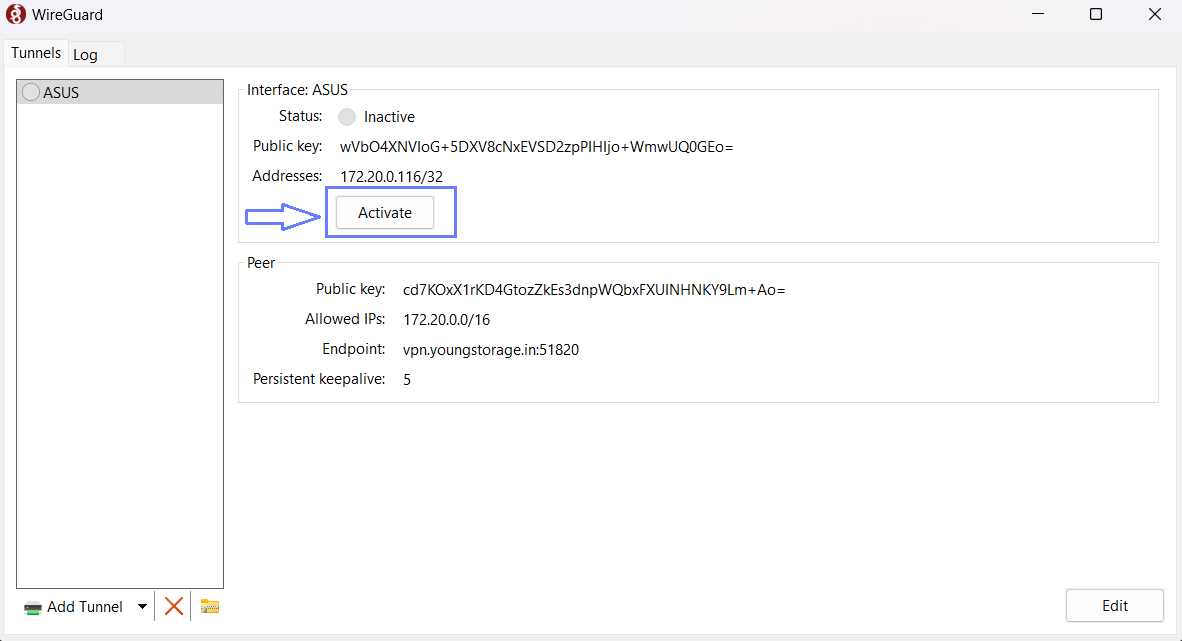 WireGuard
Tunnels Log
ASUS
Interface: ASUS
Status: Inactive
Public key: wVbO4XNVIoG+5DXV8cNxEVSD2zpPIHIjo+WmwUQ0GEo=
Addresses: 172.20.0.116/32
Activate
Peer
Public key: cd7KOxX1rKD4GtozZkEs3dnpWQbxFXUINHNKY9Lm+Ao=
Allowed IPs: 172.20.0.0/16
Endpoint: vpn.youngstorage.in:51820
Persistent keepalive: 5
Add Tunnel
Edit